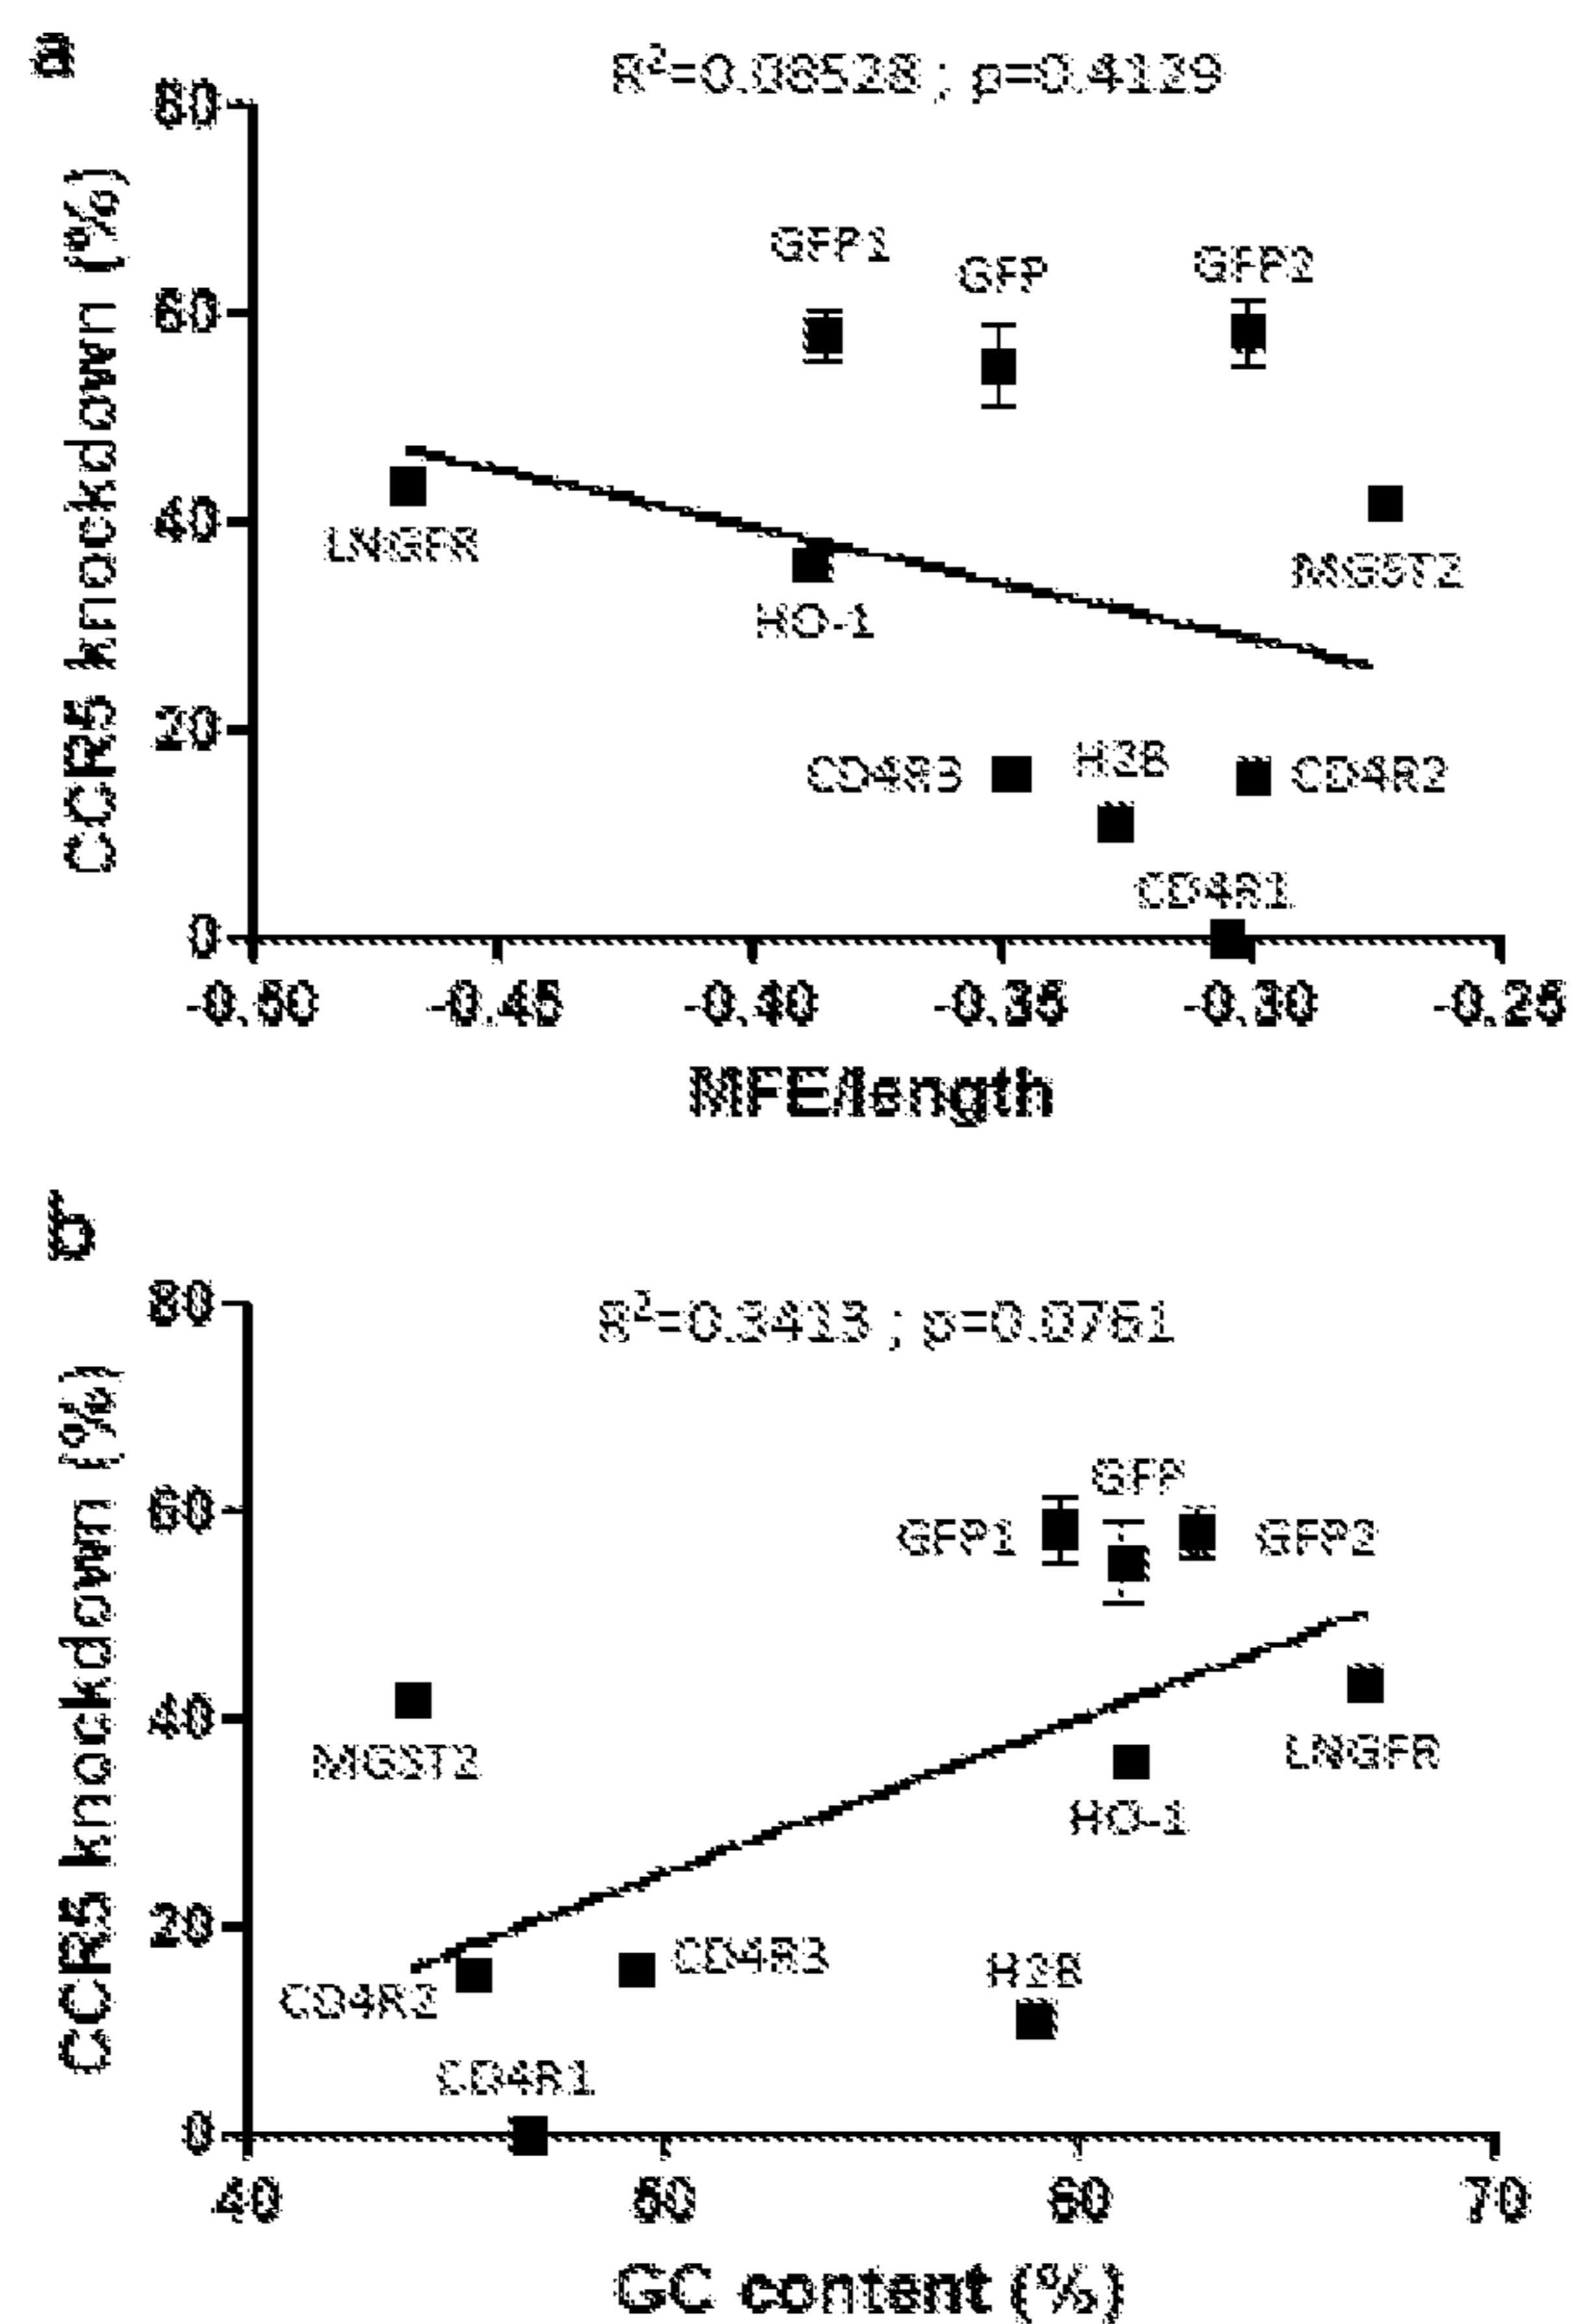 a
R²=0.08528 ; p=0.4129
80
GFP1
GFP
GFP2
60
CCR5 knockdown (%)
40
LNGFR
MGST2
HO-1
20
CD4R3
H2B
CD4R2
CD4R1
0
-0.50
-0.45
-0.40
-0.35
-0.30
-0.25
MFE/length
b
80
R²=0.3413 ; p=0.0761
GFP
60
GFP1
GFP2
CCR5 knockdown (%)
40
MGST2
LNGFR
HO-1
20
CD4R3
H2B
CD4R2
CD4R1
0
40
50
60
70
GC content (%)